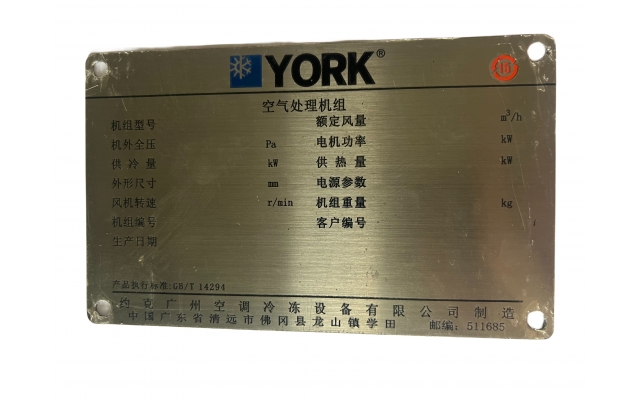 YORK®
空气处理机组
机组型号 额定风量 m³/h
机外全压 Pa 电机功率 kW
供冷量 kW 供热量 kW
外形尺寸 mm 电源参数
风机转速 r/min 机组重量 kg
机组编号 客户编号
生产日期
产品执行标准:GB/T 14294
约克广州空调冷冻设备有限公司制造
中国广东省清远市佛冈县龙山镇学田 邮编: 511685